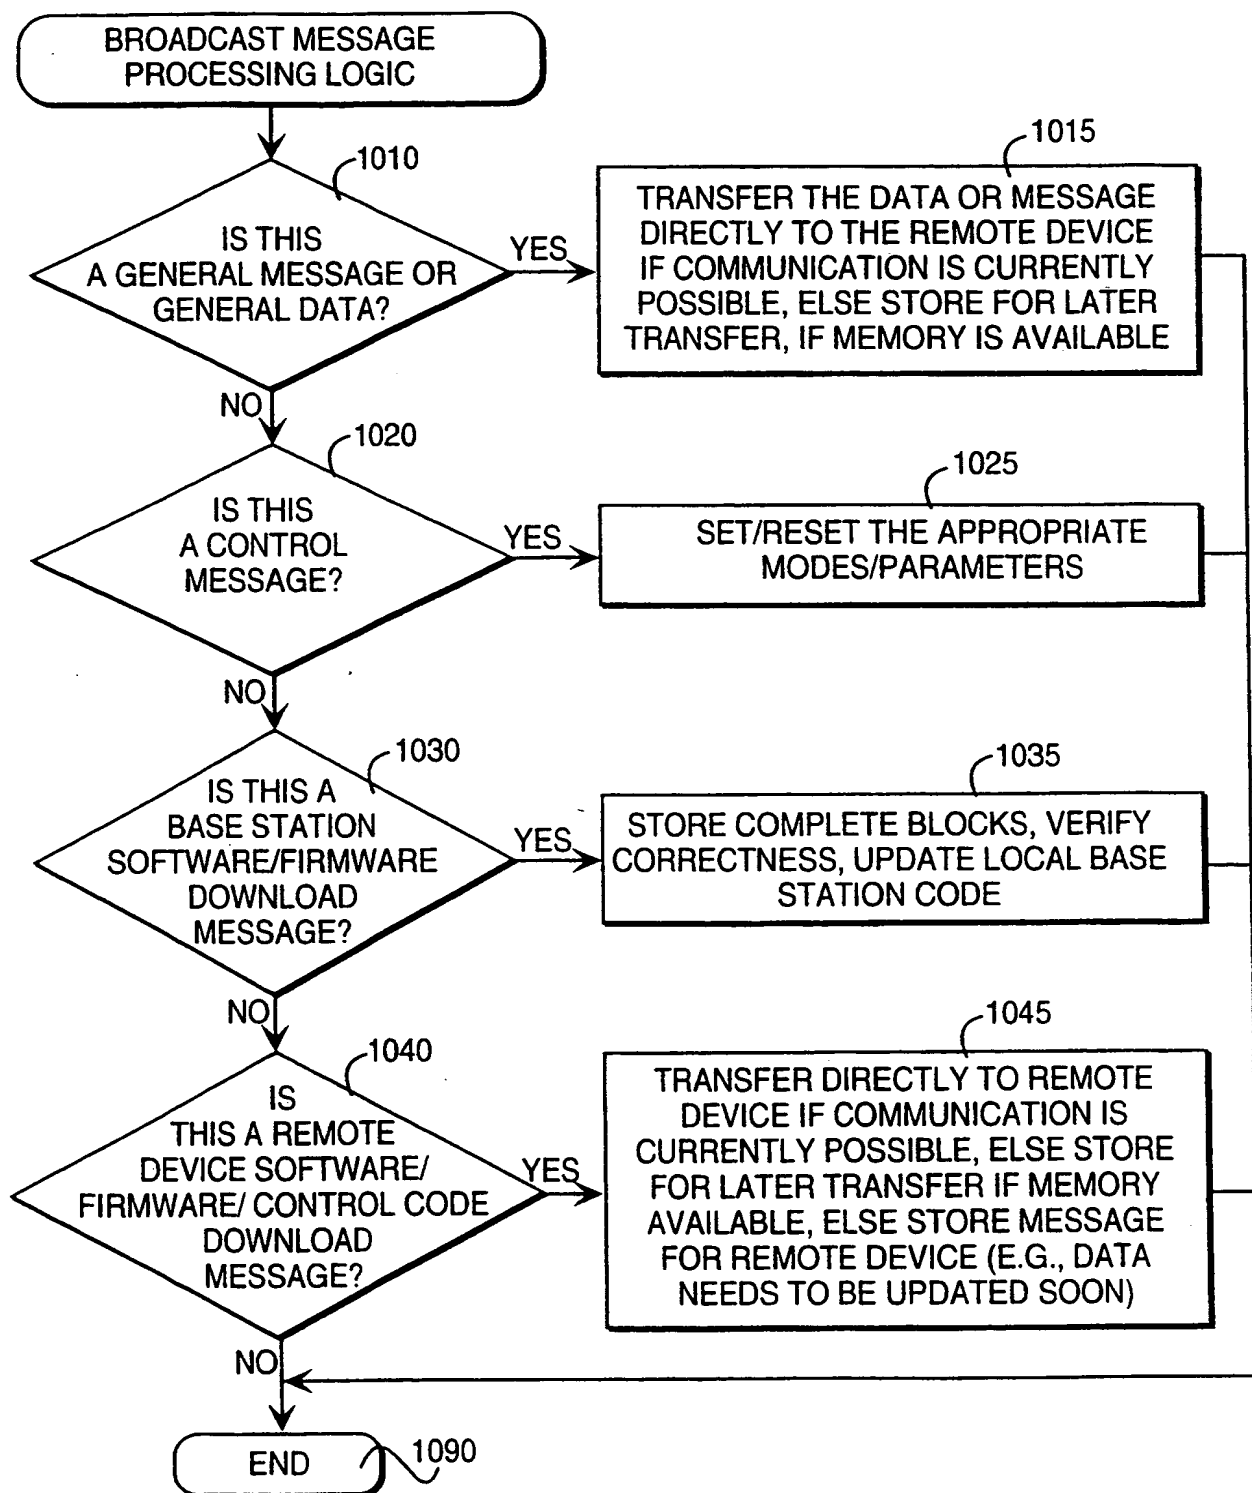 BROADCAST MESSAGE
PROCESSING LOGIC
1010
IS THIS
A GENERAL MESSAGE OR
GENERAL DATA?
YES
1015
TRANSFER THE DATA OR MESSAGE
DIRECTLY TO THE REMOTE DEVICE
IF COMMUNICATION IS CURRENTLY
POSSIBLE, ELSE STORE FOR LATER
TRANSFER, IF MEMORY IS AVAILABLE
NO
1020
IS THIS
A CONTROL
MESSAGE?
YES
1025
SET/RESET THE APPROPRIATE
MODES/PARAMETERS
NO
1030
IS THIS A
BASE STATION
SOFTWARE/FIRMWARE
DOWNLOAD
MESSAGE?
YES
1035
STORE COMPLETE BLOCKS, VERIFY
CORRECTNESS, UPDATE LOCAL BASE
STATION CODE
NO
1040
IS
THIS A REMOTE
DEVICE SOFTWARE/
FIRMWARE/ CONTROL CODE
DOWNLOAD
MESSAGE?
YES
1045
TRANSFER DIRECTLY TO REMOTE
DEVICE IF COMMUNICATION IS
CURRENTLY POSSIBLE, ELSE STORE
FOR LATER TRANSFER IF MEMORY
AVAILABLE, ELSE STORE MESSAGE
FOR REMOTE DEVICE (E.G., DATA
NEEDS TO BE UPDATED SOON)
NO
END
1090